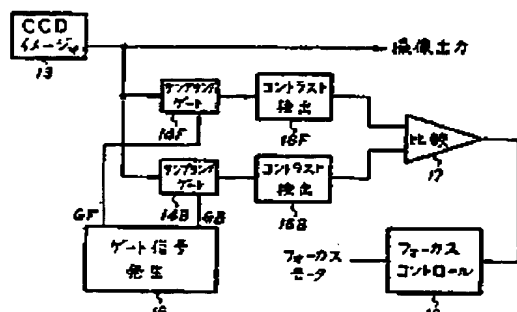 CCD
イメージャ
13
撮像出力
サンプリング
ゲート
14F
コントラスト
検出
16F
比較
17
サンプリング
ゲート
14B
コントラスト
検出
16B
GF
GB
ゲート信号
発生
フォーカス
モータ
フォーカス
コントロール